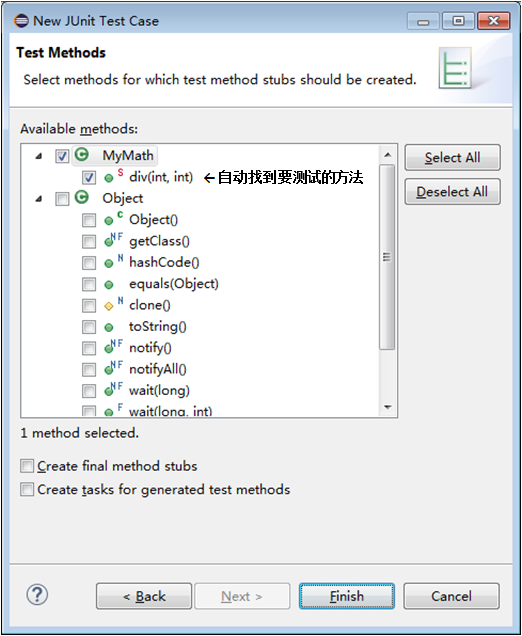 New JUnit Test Case
Test Methods
Select methods for which test method stubs should be created.
Available methods:
MyMath
S div(int, int) ←自动找到要测试的方法
Object
C Object()
N F getClass()
N hashCode()
equals(Object)
N clone()
toString()
N F notify()
N F notifyAll()
N F wait(long)
F wait(long, int)
Select All
Deselect All
1 method selected.
Create final method stubs
Create tasks for generated test methods
?
< Back
Next >
Finish
Cancel